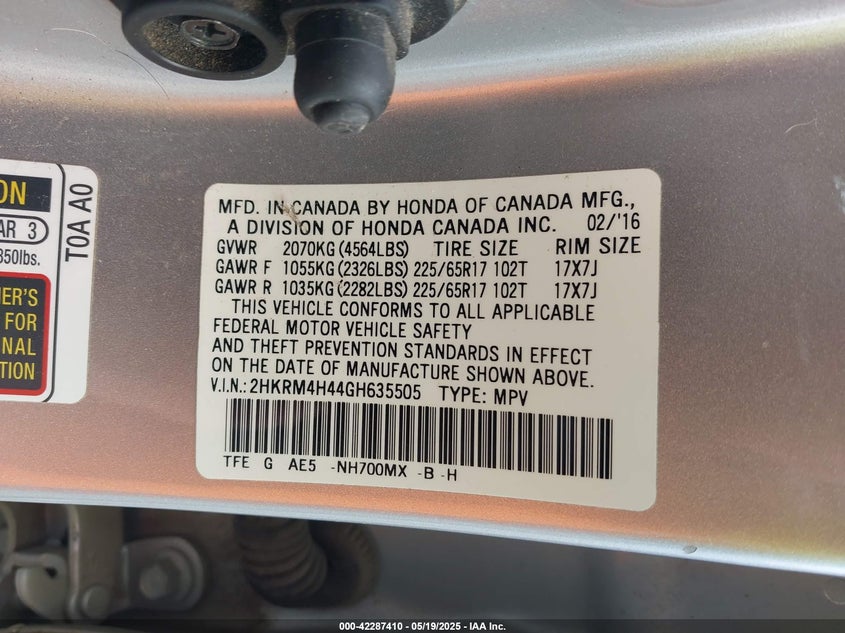 ON
AR 3
350lbs.
ER'S
FOR
NAL
TION
T0A A0
MFD. IN CANADA BY HONDA OF CANADA MFG.,
A DIVISION OF HONDA CANADA INC. 02/'16
GVWR 2070KG (4564LBS) TIRE SIZE RIM SIZE
GAWR F 1055KG (2326LBS) 225/65R17 102T 17X7J
GAWR R 1035KG (2282LBS) 225/65R17 102T 17X7J
THIS VEHICLE CONFORMS TO ALL APPLICABLE
FEDERAL MOTOR VEHICLE SAFETY
AND THEFT PREVENTION STANDARDS IN EFFECT
ON THE DATE OF MANUFACTURE SHOWN ABOVE.
V.I.N.: 2HKRM4H44GH635505 TYPE: MPV
TFE G AE5 -NH700MX -B -H
000-42287410 - 05/19/2025 - IAA Inc.